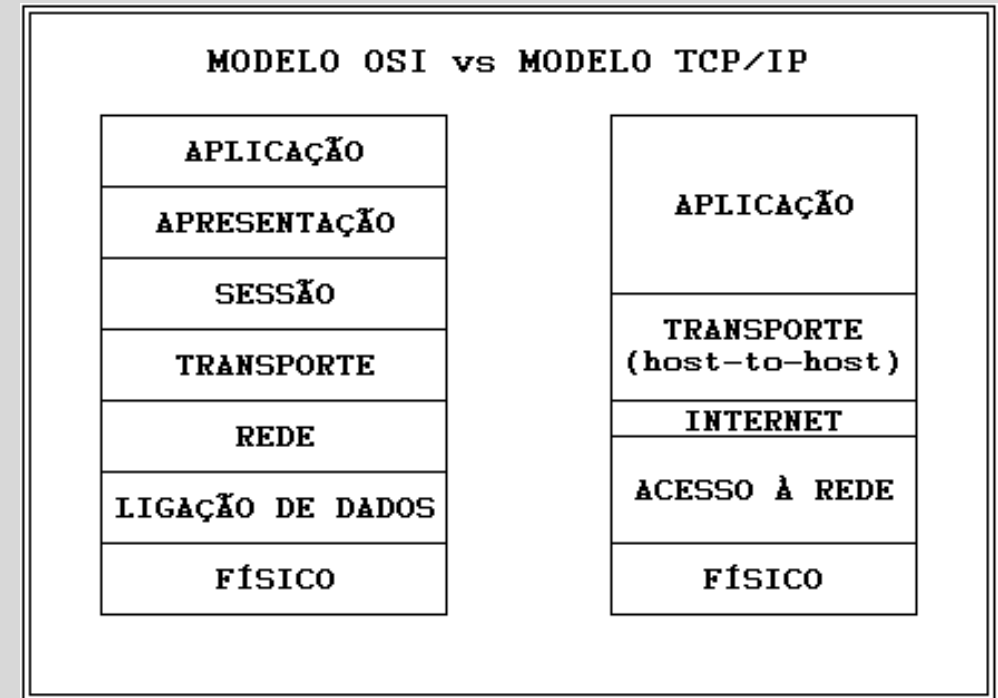 MODELO OSI vs MODELO TCP/IP
APLICAÇÃO
APRESENTAÇÃO
SESSÃO
TRANSPORTE
REDE
LIGAÇÃO DE DADOS
FÍSICO
APLICAÇÃO
TRANSPORTE
(host-to-host)
INTERNET
ACESSO À REDE
FÍSICO